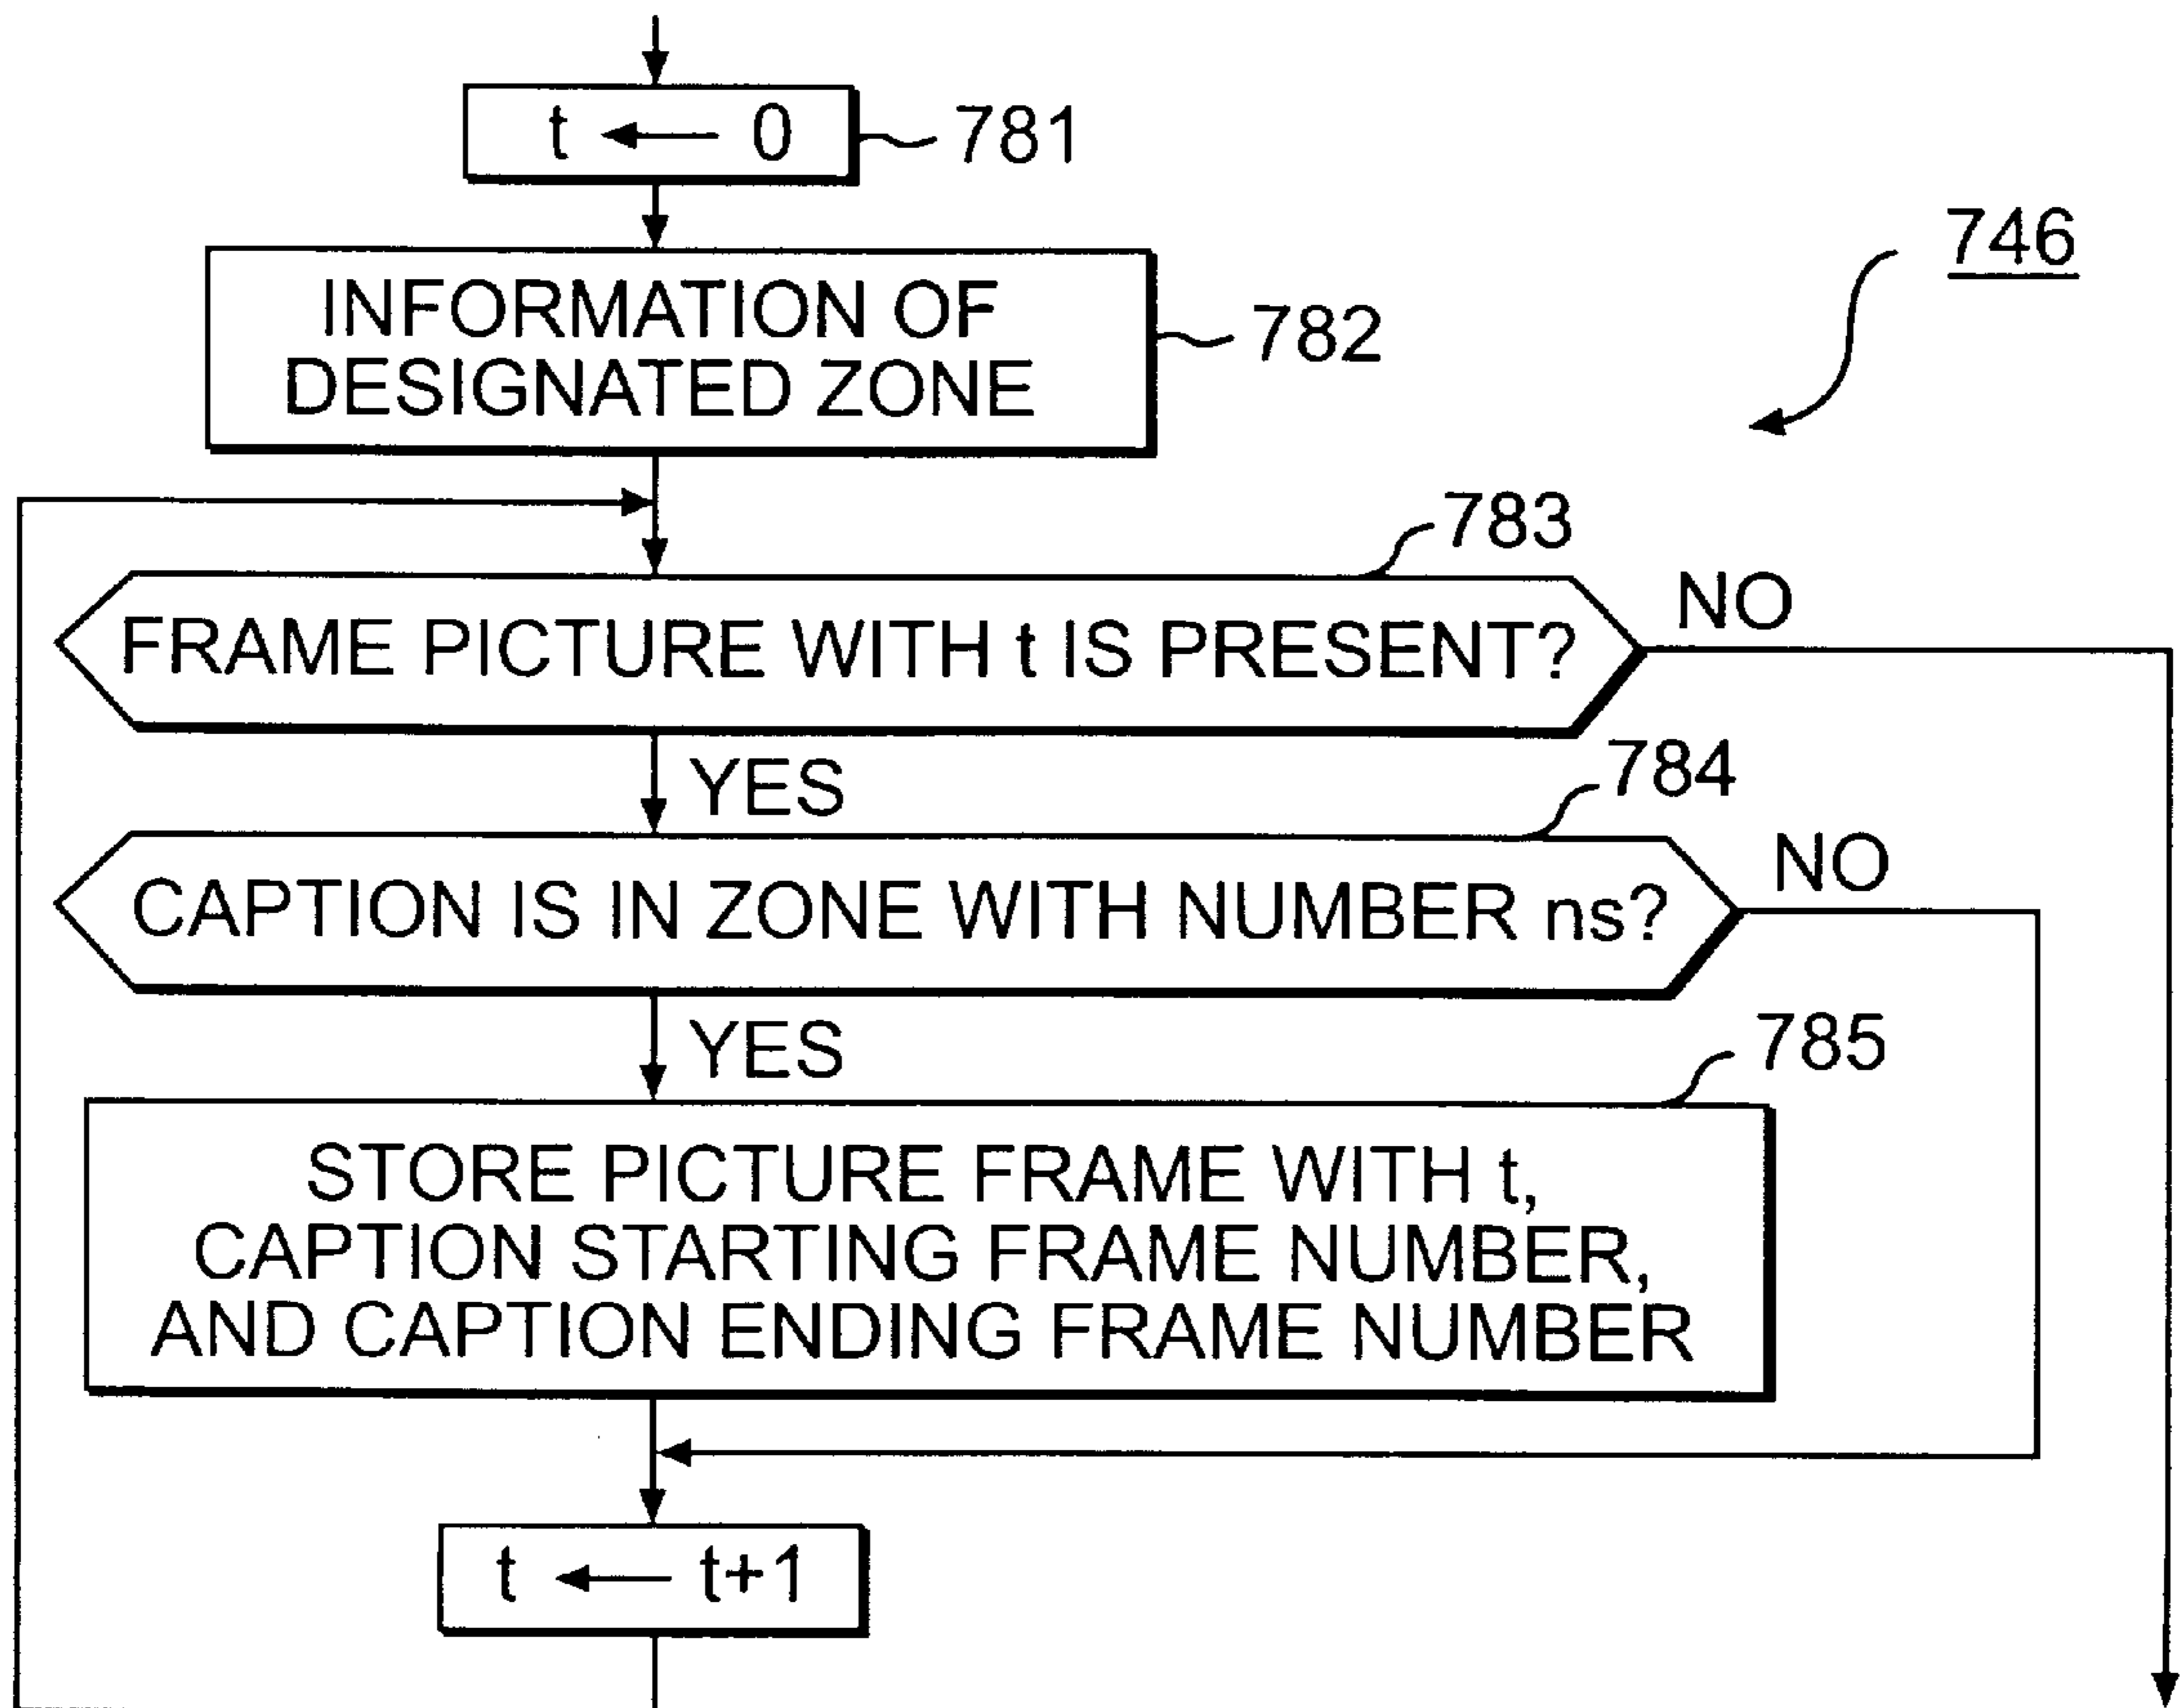 t ← 0
781
746
INFORMATION OF
DESIGNATED ZONE
782
783
FRAME PICTURE WITH t IS PRESENT?
NO
YES
784
CAPTION IS IN ZONE WITH NUMBER ns?
NO
YES
785
STORE PICTURE FRAME WITH t,
CAPTION STARTING FRAME NUMBER,
AND CAPTION ENDING FRAME NUMBER
t ← t+1